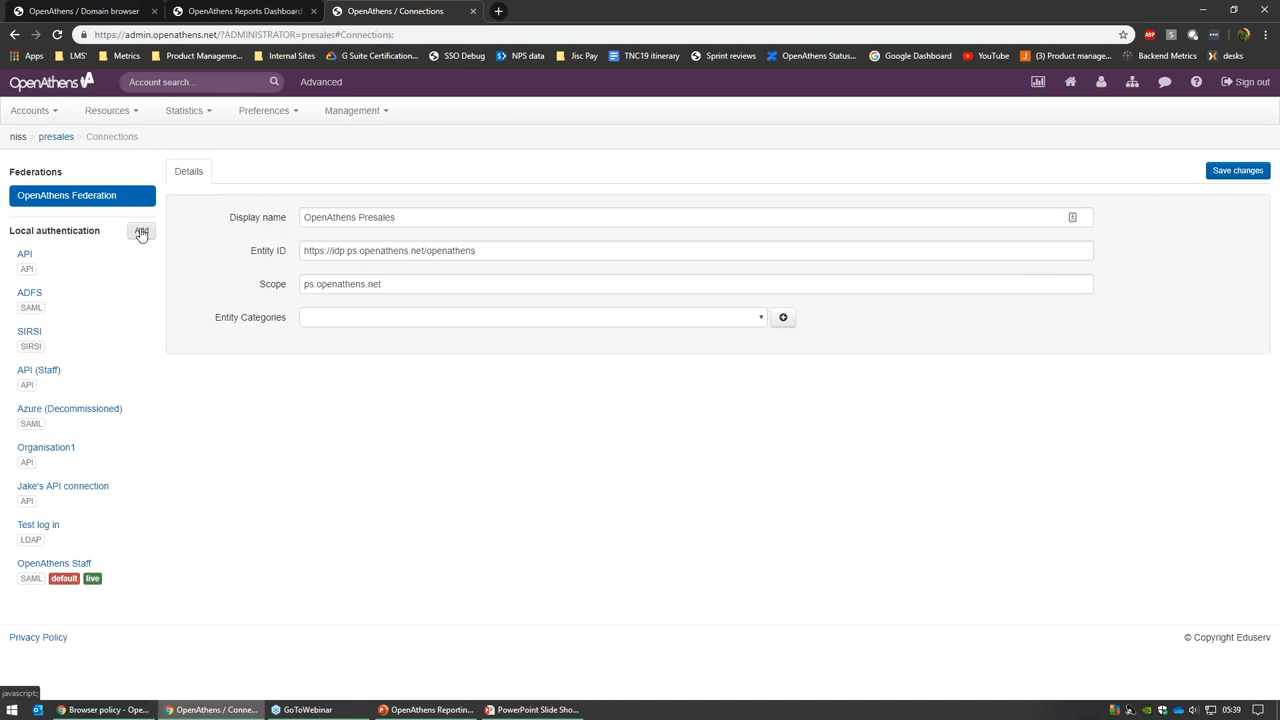 OpenAthens / Domain browser
OpenAthens Reports Dashboard
OpenAthens / Connections
https://admin.openathens.net/?ADMINISTRATOR=presales#Connections:
ABP
Apps LMS' Metrics Product Manageme... Internal Sites G Suite Certification... SSO Debug NPS data Jisc Pay TNC19 itinerary Sprint reviews OpenAthens Status... Google Dashboard YouTube (3) Product manage... Backend Metrics desks
OpenAthens
Account search...
Advanced
Sign out
Accounts Resources Statistics Preferences Management
niss > presales > Connections
Federations
OpenAthens Federation
Local authentication
Add
API
API
ADFS
SAML
SIRSI
SIRSI
API (Staff)
API
Azure (Decommissioned)
SAML
Organisation1
API
Jake's API connection
API
Test log in
LDAP
OpenAthens Staff
SAML default live
Details
Save changes
Display name OpenAthens Presales
Entity ID https://idp.ps.openathens.net/openathens
Scope ps.openathens.net
Entity Categories
Privacy Policy
© Copyright Eduserv
javascript:;
Browser policy - Ope...
OpenAthens / Conne...
GoToWebinar
OpenAthens Reportin...
PowerPoint Slide Sho...
05:39